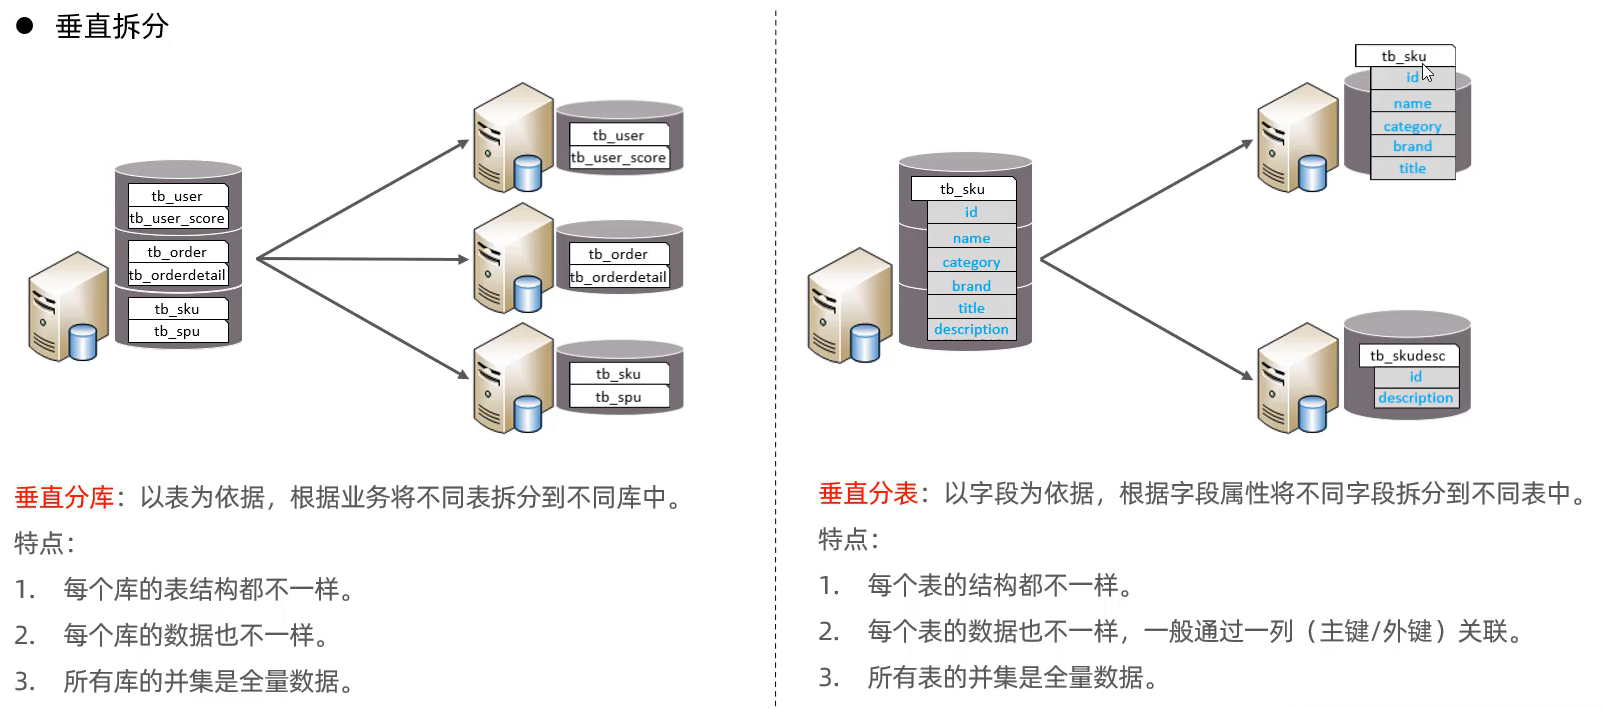 ● 垂直拆分
tb_user
tb_user_score
tb_order
tb_orderdetail
tb_sku
tb_spu
tb_user
tb_user_score
tb_order
tb_orderdetail
tb_sku
tb_spu
垂直分库：以表为依据，根据业务将不同表拆分到不同库中。
特点：
1. 每个库的表结构都不一样。
2. 每个库的数据也不一样。
3. 所有库的并集是全量数据。
tb_sku
id
name
category
brand
title
description
tb_sku
id
name
category
brand
title
tb_skudesc
id
description
垂直分表：以字段为依据，根据字段属性将不同字段拆分到不同表中。
特点：
1. 每个表的结构都不一样。
2. 每个表的数据也不一样，一般通过一列（主键/外键）关联。
3. 所有表的并集是全量数据。